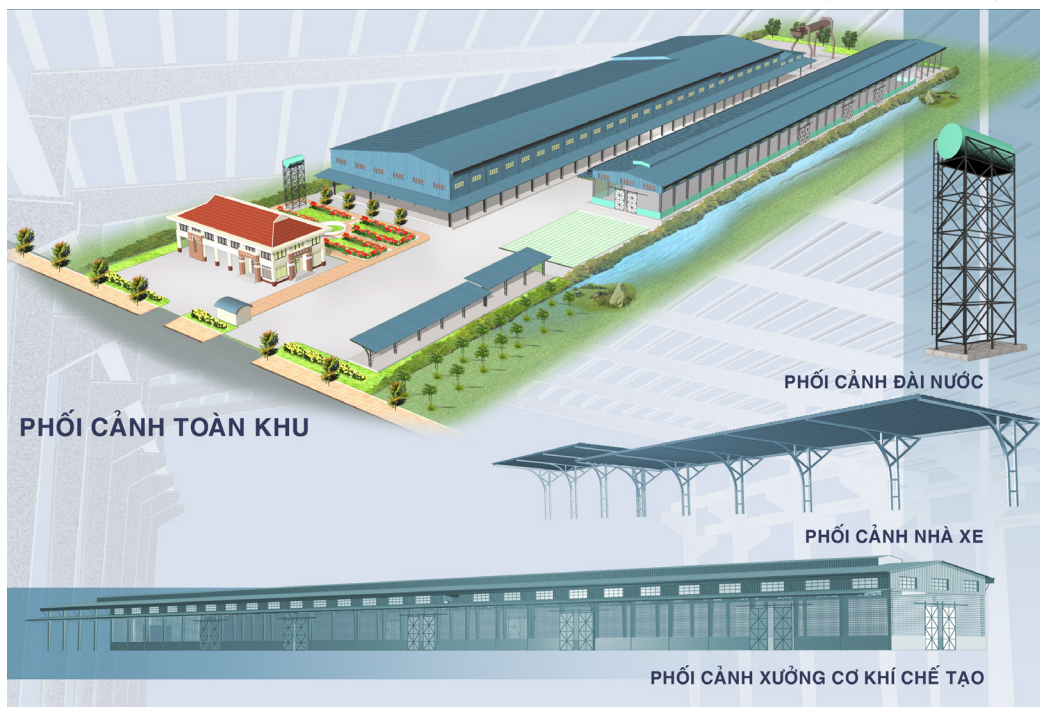 PHỐI CẢNH ĐÀI NƯỚC
PHỐI CẢNH TOÀN KHU
PHỐI CẢNH NHÀ XE
PHỐI CẢNH XƯỞNG CƠ KHÍ CHẾ TẠO